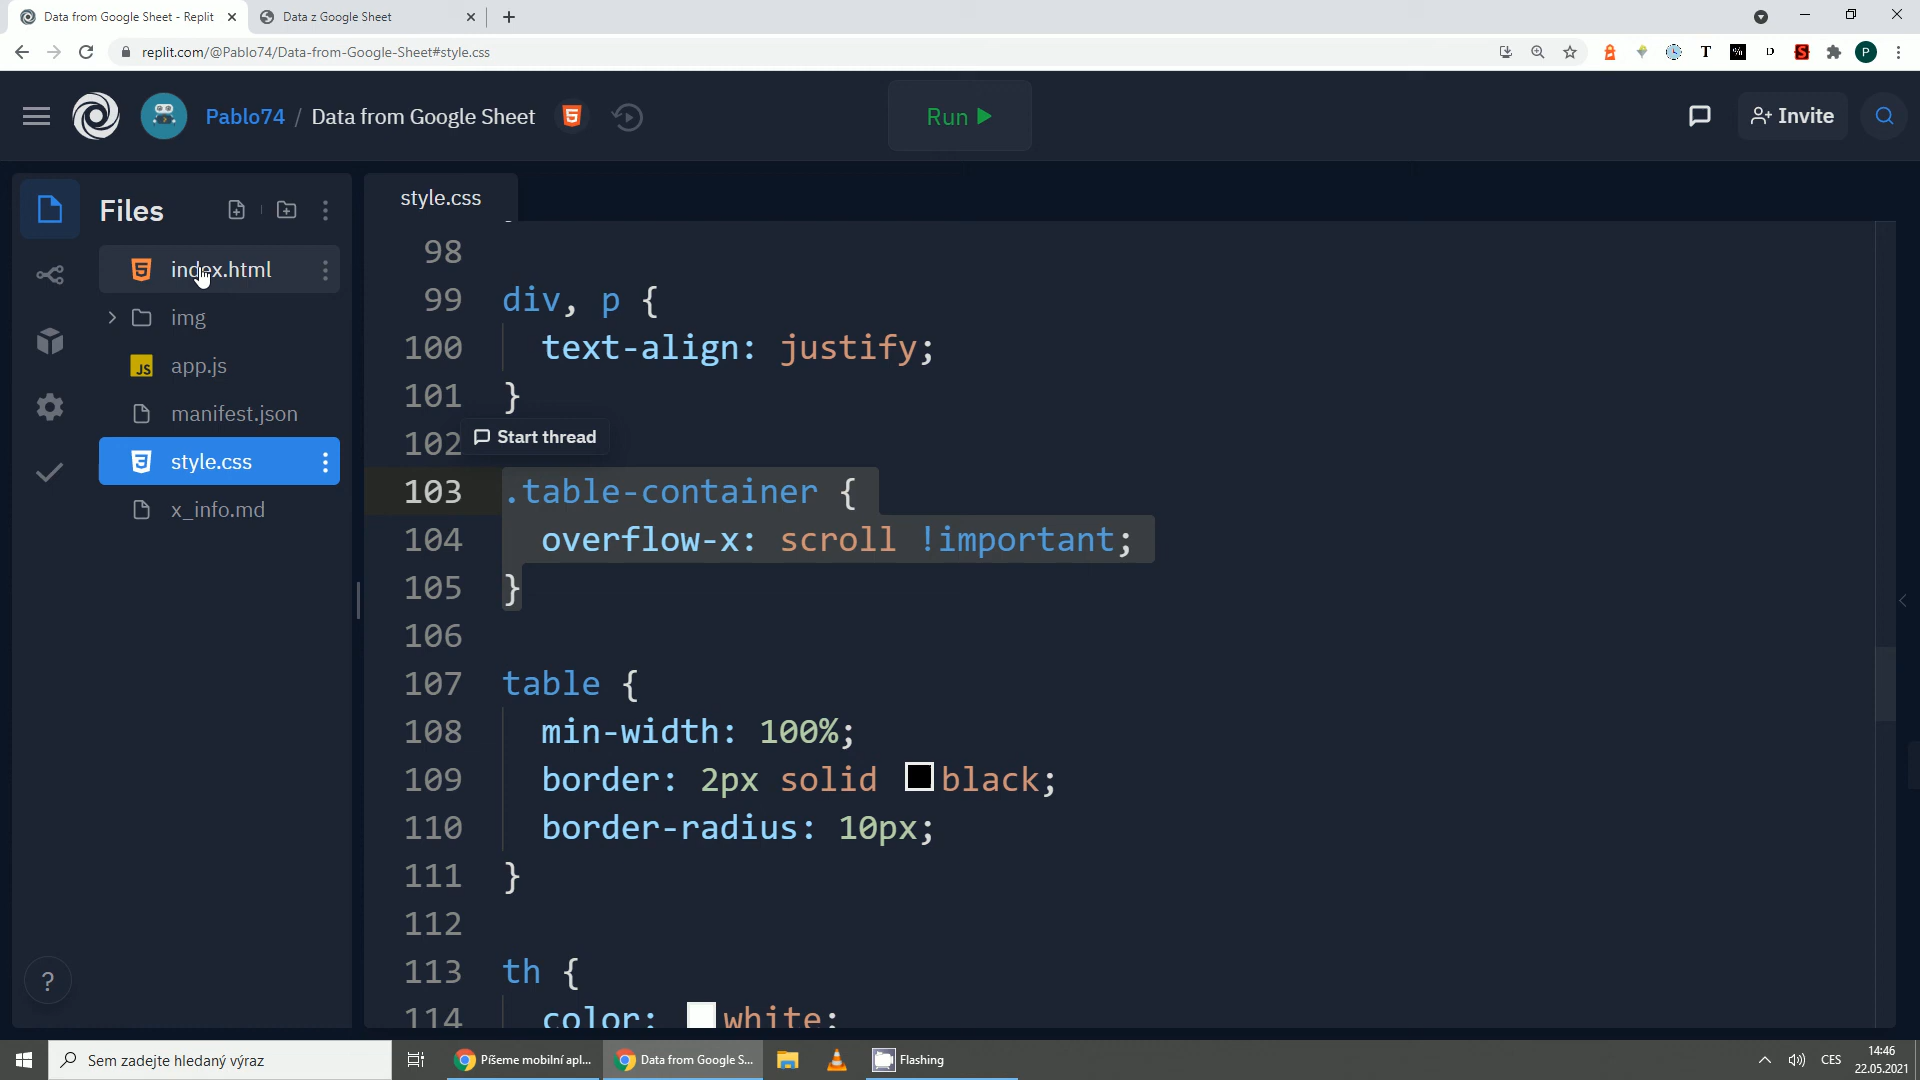 Data from Google Sheet - Replit
Data z Google Sheet
replit.com/@Pablo74/Data-from-Google-Sheet#style.css
T
D
S
P
Pablo74 / Data from Google Sheet
Run
Invite
Files
index.html
img
app.js
manifest.json
style.css
x_info.md
style.css
98
99 div, p {
100 text-align: justify;
101 }
102 Start thread
103 .table-container {
104 overflow-x: scroll !important;
105 }
106
107 table {
108 min-width: 100%;
109 border: 2px solid black;
110 border-radius: 10px;
111 }
112
113 th {
114 color: white;
?
Sem zadejte hledaný výraz
Píšeme mobilní apl...
Data from Google S...
Flashing
CES
14:46
22.05.2021